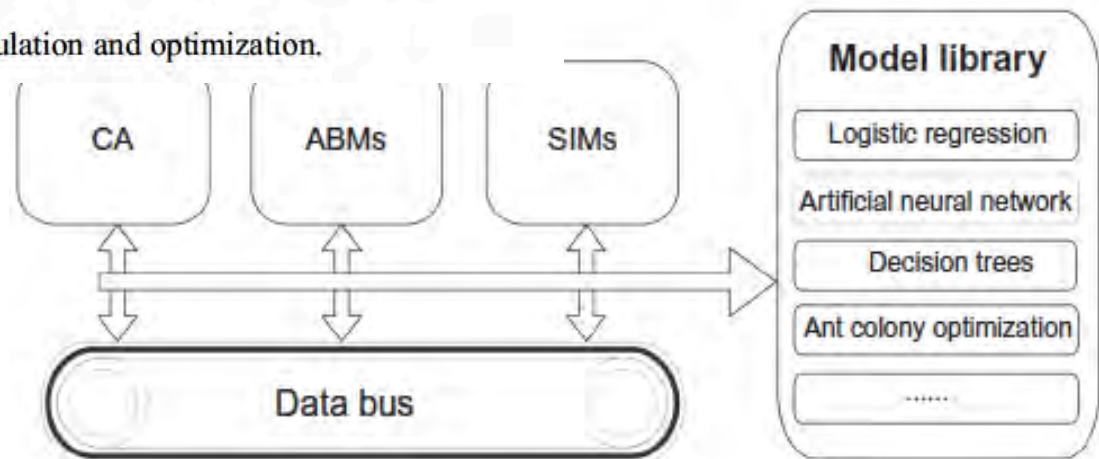 ulation and optimization.
CA
ABMs
SIMs
Data bus
Model library
Logistic regression
Artificial neural network
Decision trees
Ant colony optimization
......